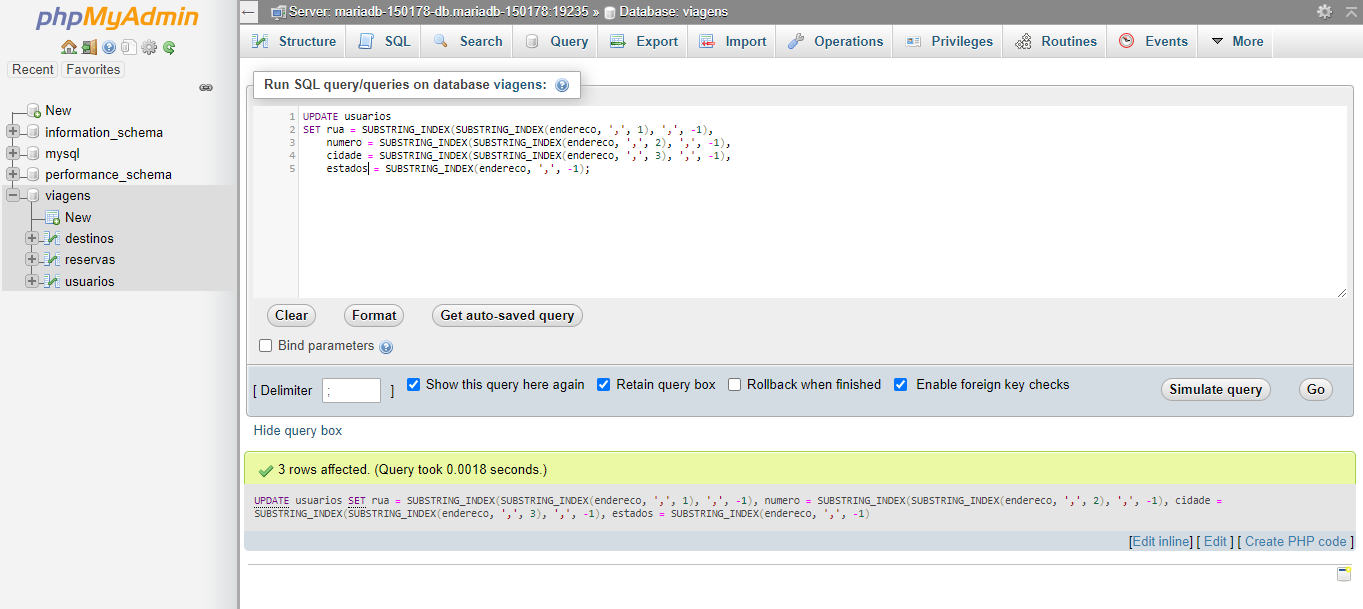 phpMyAdmin
Recent Favorites
New
information_schema
mysql
performance_schema
viagens
New
destinos
reservas
usuarios
Server: mariadb-150178-db.mariadb-150178:19235 » Database: viagens
Structure SQL Search Query Export Import Operations Privileges Routines Events More
Run SQL query/queries on database viagens:
1 UPDATE usuarios
2 SET rua = SUBSTRING_INDEX(SUBSTRING_INDEX(endereco, ',', 1), ',', -1),
3 numero = SUBSTRING_INDEX(SUBSTRING_INDEX(endereco, ',', 2), ',', -1),
4 cidade = SUBSTRING_INDEX(SUBSTRING_INDEX(endereco, ',', 3), ',', -1),
5 estados = SUBSTRING_INDEX(endereco, ',', -1);
Clear Format Get auto-saved query
Bind parameters
[ Delimiter ; ] Show this query here again Retain query box Rollback when finished Enable foreign key checks Simulate query Go
Hide query box
3 rows affected. (Query took 0.0018 seconds.)
UPDATE usuarios SET rua = SUBSTRING_INDEX(SUBSTRING_INDEX(endereco, ',', 1), ',', -1), numero = SUBSTRING_INDEX(SUBSTRING_INDEX(endereco, ',', 2), ',', -1), cidade =
SUBSTRING_INDEX(SUBSTRING_INDEX(endereco, ',', 3), ',', -1), estados = SUBSTRING_INDEX(endereco, ',', -1)
[Edit inline] [ Edit ] [ Create PHP code ]